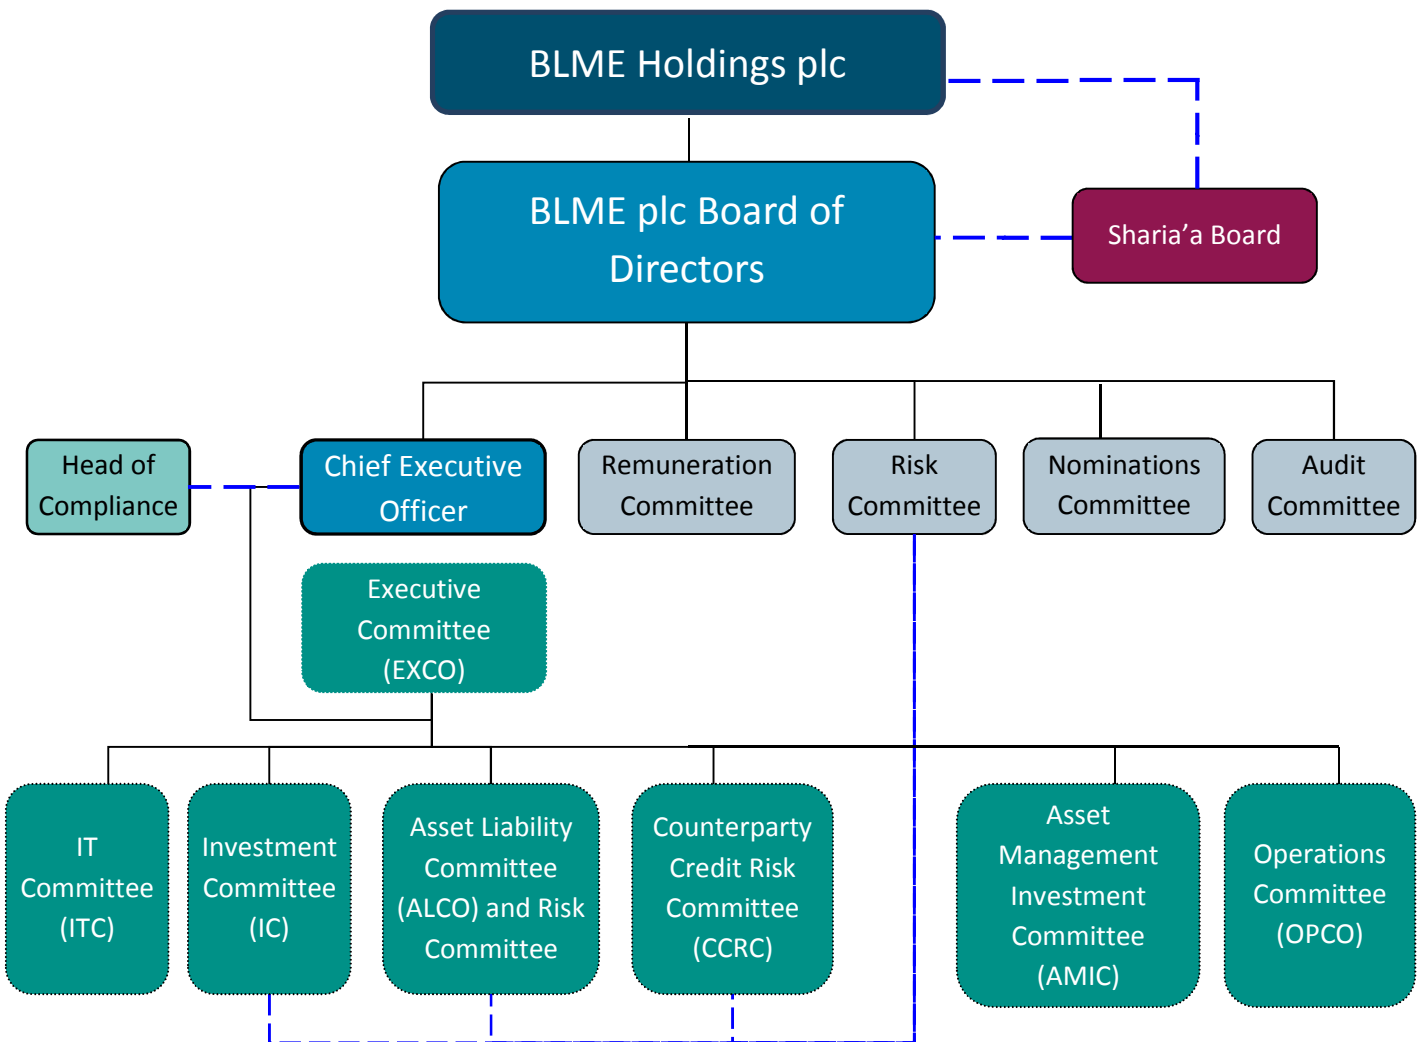 BLME Holdings plc
BLME plc Board of
Directors
Sharia’a Board
Head of
Compliance
Chief Executive
Officer
Remuneration
Committee
Risk
Committee
Nominations
Committee
Audit
Committee
Executive
Committee
(EXCO)
IT
Committee
(ITC)
Investment
Committee
(IC)
Asset Liability
Committee
(ALCO) and Risk
Committee
Counterparty
Credit Risk
Committee
(CCRC)
Asset
Management
Investment
Committee
(AMIC)
Operations
Committee
(OPCO)